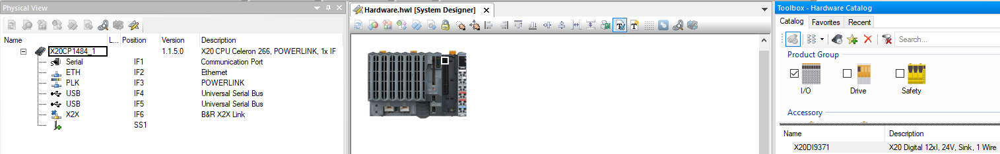 Physical View
Name L... Position Version Description
X20CP1484_1 1.1.5.0 X20 CPU Celeron 266, POWERLINK, 1x IF
Serial IF1 Communication Port
ETH IF2 Ethernet
PLK IF3 POWERLINK
USB IF4 Universal Serial Bus
USB IF5 Universal Serial Bus
X2X IF6 B&R X2X Link
SS1
Hardware.hwl [System Designer]
Toolbox - Hardware Catalog
Catalog Favorites Recent
Search...
Product Group
I/O Drive Safety
Accessory
Name Description
X20DI9371 X20 Digital 12xI, 24V, Sink, 1 Wire